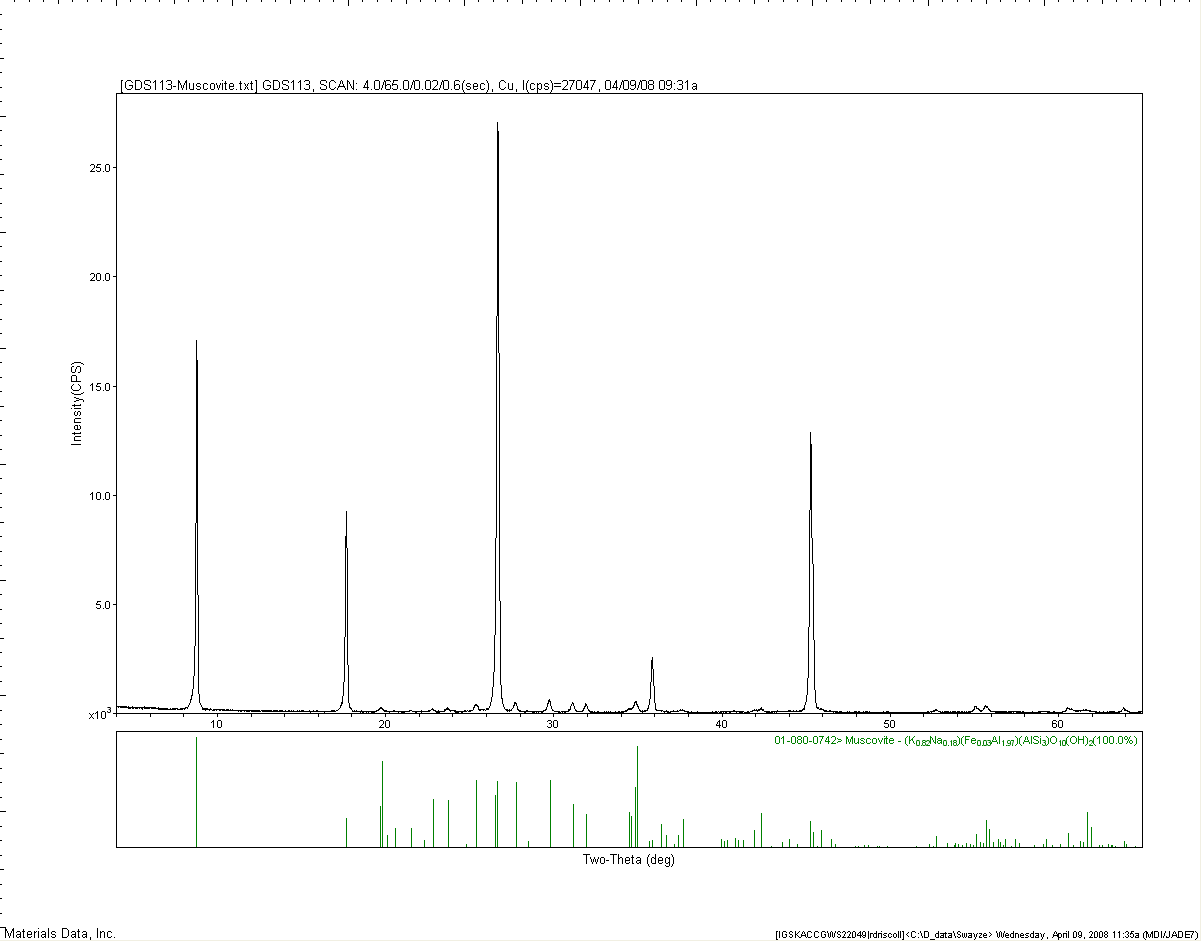 [GDS113-Muscovite.txt] GDS113, SCAN: 4.0/65.0/0.02/0.6(sec), Cu, I(cps)=27047, 04/09/08 09:31a
25.0
20.0
15.0
10.0
5.0
x10^3
Intensity(CPS)
10 20 30 40 50 60
01-080-0742> Muscovite - (K0.82Na0.18)(Fe0.03Al1.97)(AlSi3)O10(OH)2(100.0%)
Two-Theta (deg)
Materials Data, Inc.
[IGSKACCGWS22049|rdriscoll]<C:\D_data\Swayze> Wednesday, April 09, 2008 11:35a (MDI/JADE7)